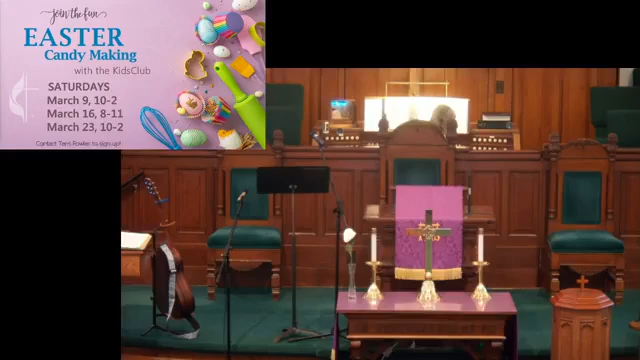 join the fun
EASTER
Candy Making
with the KidsClub
SATURDAYS
March 9, 10-2
March 16, 8-11
March 23, 10-2
Contact Terri Fowler to sign up!